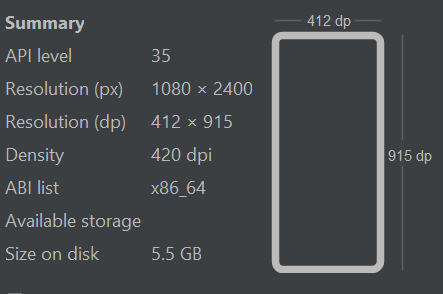 Summary
API level 35
Resolution (px) 1080 × 2400
Resolution (dp) 412 × 915
Density 420 dpi
ABI list x86_64
Available storage
Size on disk 5.5 GB
412 dp
915 dp